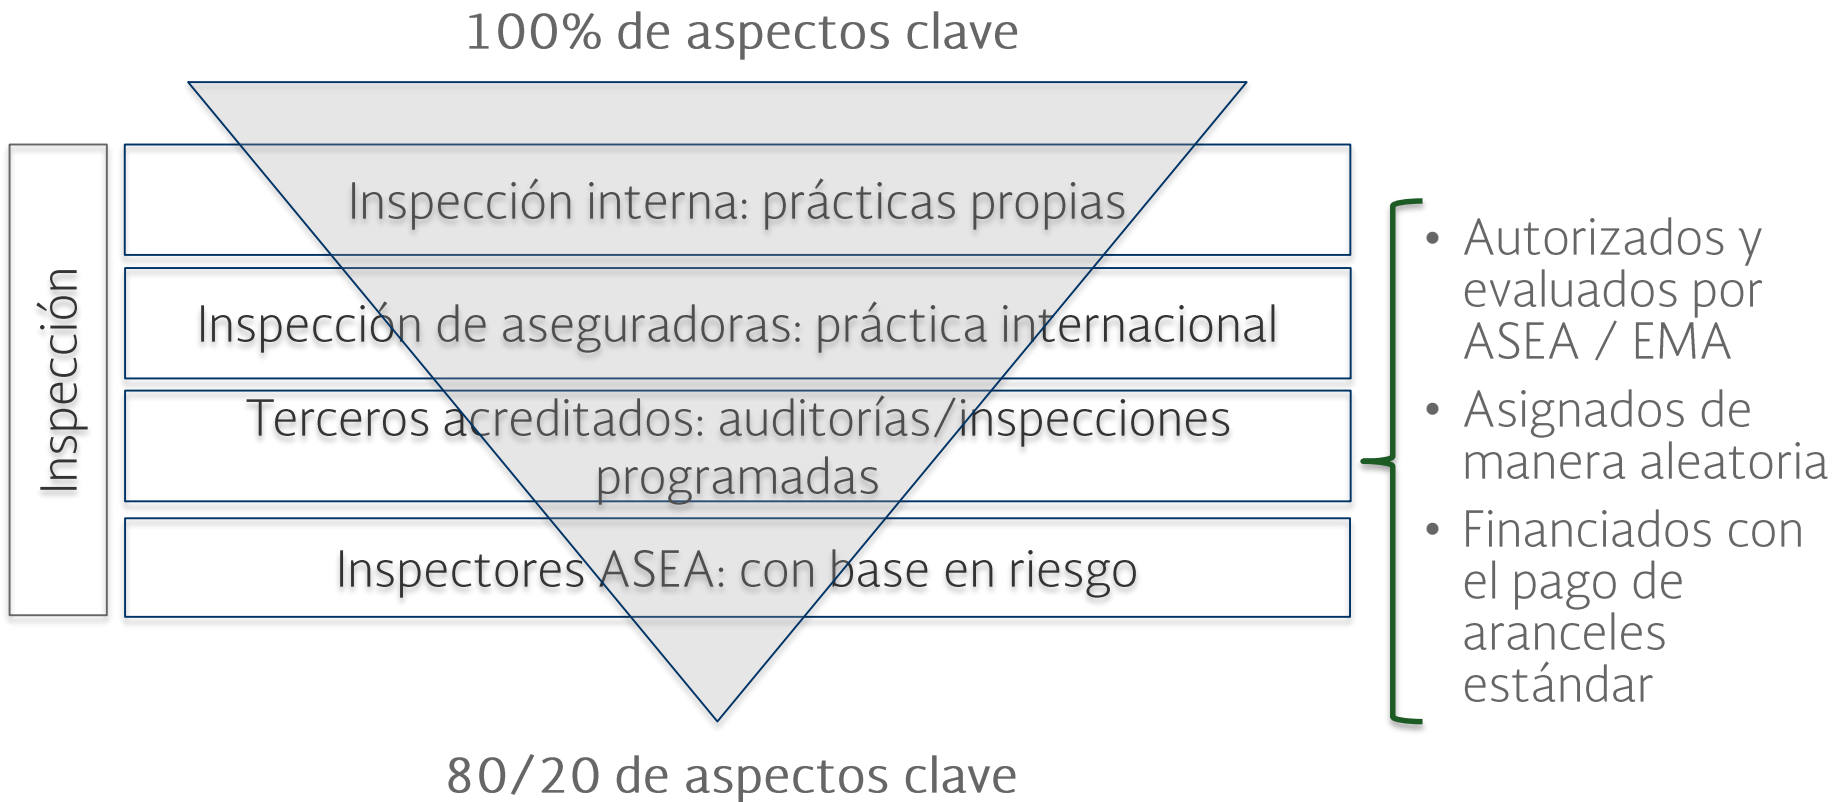 100% de aspectos clave
Inspección
Inspección interna: prácticas propias
Inspección de aseguradoras: práctica internacional
Terceros acreditados: auditorías/inspecciones
programadas
Inspectores ASEA: con base en riesgo
• Autorizados y
evaluados por
ASEA / EMA
• Asignados de
manera aleatoria
• Financiados con
el pago de
aranceles
estándar
80/20 de aspectos clave